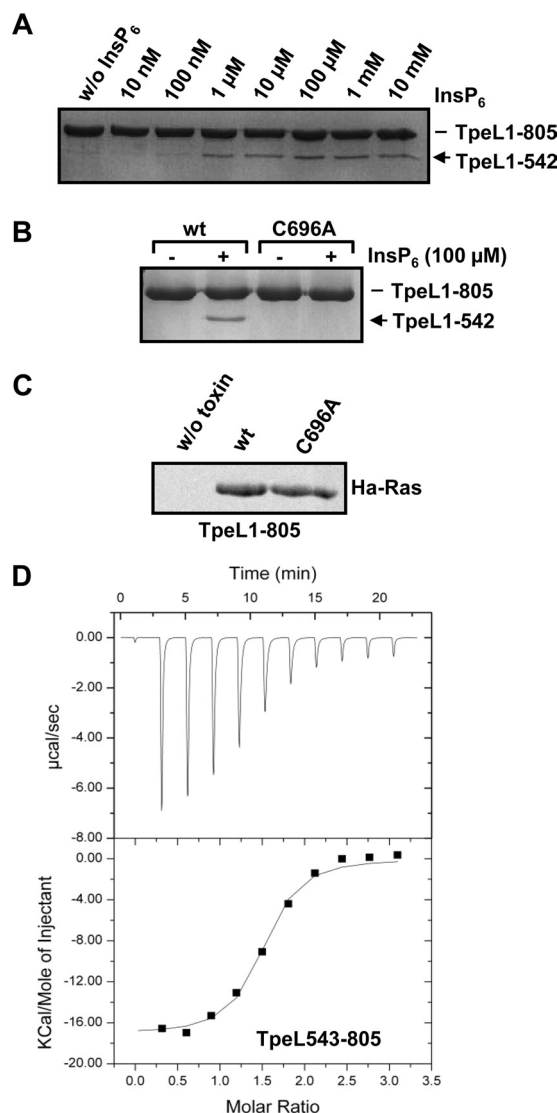 A
w/o InsP6 10 nM 100 nM 1 µM 10 µM 100 µM 1 mM 10 mM InsP6
– TpeL1-805
TpeL1-542
B
wt C696A
- + - + InsP6 (100 µM)
– TpeL1-805
TpeL1-542
C
w/o toxin wt C696A
Ha-Ras
TpeL1-805
D
Time (min)
0 5 10 15 20
0.00
-2.00
-4.00
-6.00
-8.00
µcal/sec
0.00
-4.00
-8.00
-12.00
-16.00
-20.00
KCal/Mole of Injectant
TpeL543-805
0.0 0.5 1.0 1.5 2.0 2.5 3.0 3.5
Molar Ratio